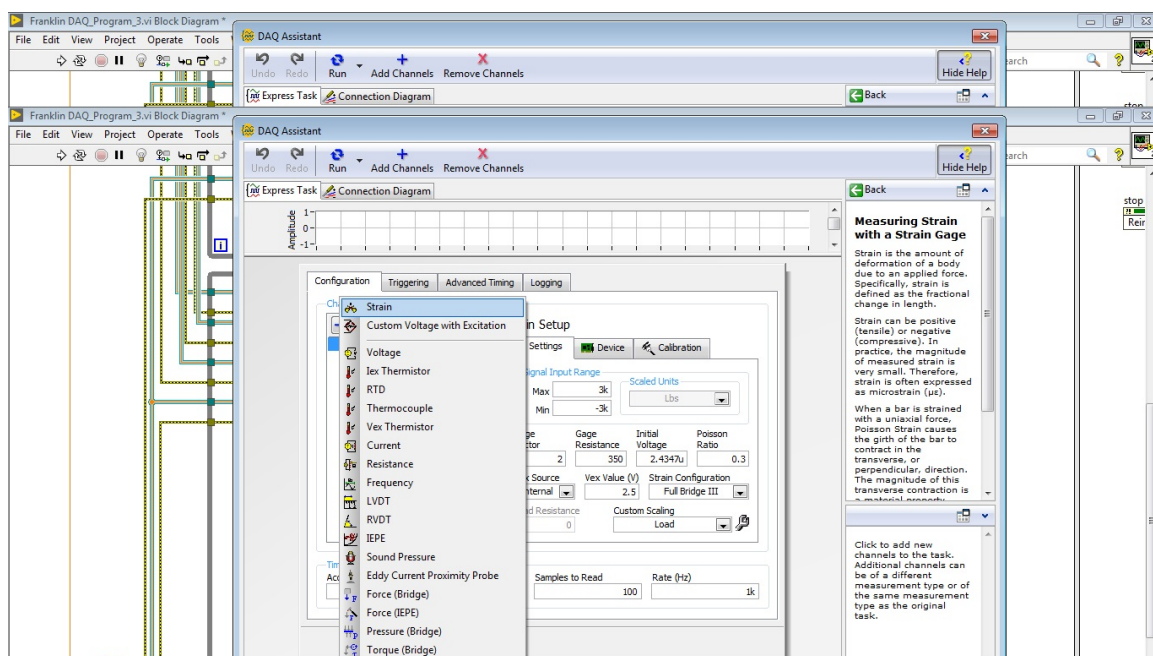 Franklin DAQ_Program_3.vi Block Diagram *
File Edit View Project Operate Tools
DAQ Assistant
Undo Redo Run Add Channels Remove Channels Hide Help
Express Task Connection Diagram Back
Franklin DAQ_Program_3.vi Block Diagram *
File Edit View Project Operate Tools
DAQ Assistant
Undo Redo Run Add Channels Remove Channels Hide Help
Express Task Connection Diagram Back
stop
Amplitude
1
0
-1
Configuration Triggering Advanced Timing Logging
Strain
Custom Voltage with Excitation
Voltage
Iex Thermistor
RTD
Thermocouple
Vex Thermistor
Current
Resistance
Frequency
LVDT
RVDT
IEPE
Sound Pressure
Eddy Current Proximity Probe
Force (Bridge)
Force (IEPE)
Pressure (Bridge)
Torque (Bridge)
Setup
Settings Device Calibration
Signal Input Range
Scaled Units
Max 3k
Lbs
Min -3k
Gage Initial Poisson
Resistance Voltage Ratio
2 350 2.4347u 0.3
Source Vex Value (V) Strain Configuration
2.5 Full Bridge III
Resistance Custom Scaling
0 Load
Samples to Read Rate (Hz)
100 1k
Measuring Strain
with a Strain Gage
Strain is the amount of
deformation of a body
due to an applied force.
Specifically, strain is
defined as the fractional
change in length.
Strain can be positive
(tensile) or negative
(compressive). In
practice, the magnitude
of measured strain is
very small. Therefore,
strain is often expressed
as microstrain (με).
When a bar is strained
with a uniaxial force,
Poisson Strain causes
the girth of the bar to
contract in the
transverse, or
perpendicular, direction.
The magnitude of this
transverse contraction is
a material property
Click to add new
channels to the task.
Additional channels can
be of a different
measurement type or of
the same measurement
type as the original
task.